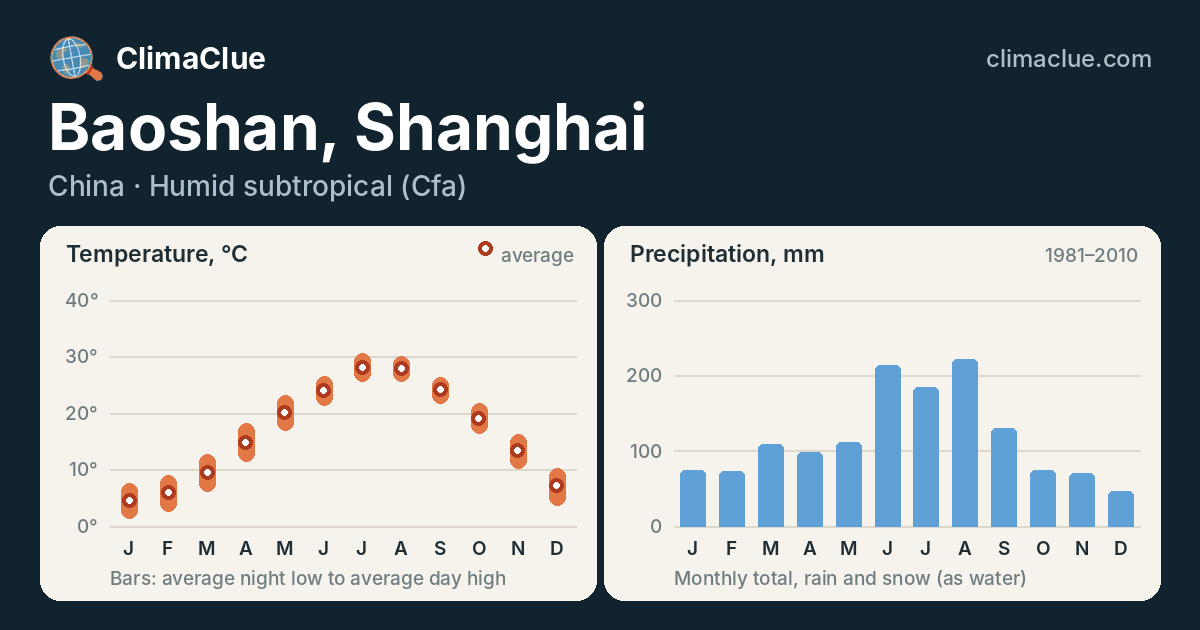 ClimaClue
climaclue.com
Baoshan, Shanghai
China · Humid subtropical (Cfa)
Temperature, °C
average
40°
30°
20°
10°
0°
J F M A M J J A S O N D
Bars: average night low to average day high
Precipitation, mm
1981–2010
300
200
100
0
J F M A M J J A S O N D
Monthly total, rain and snow (as water)